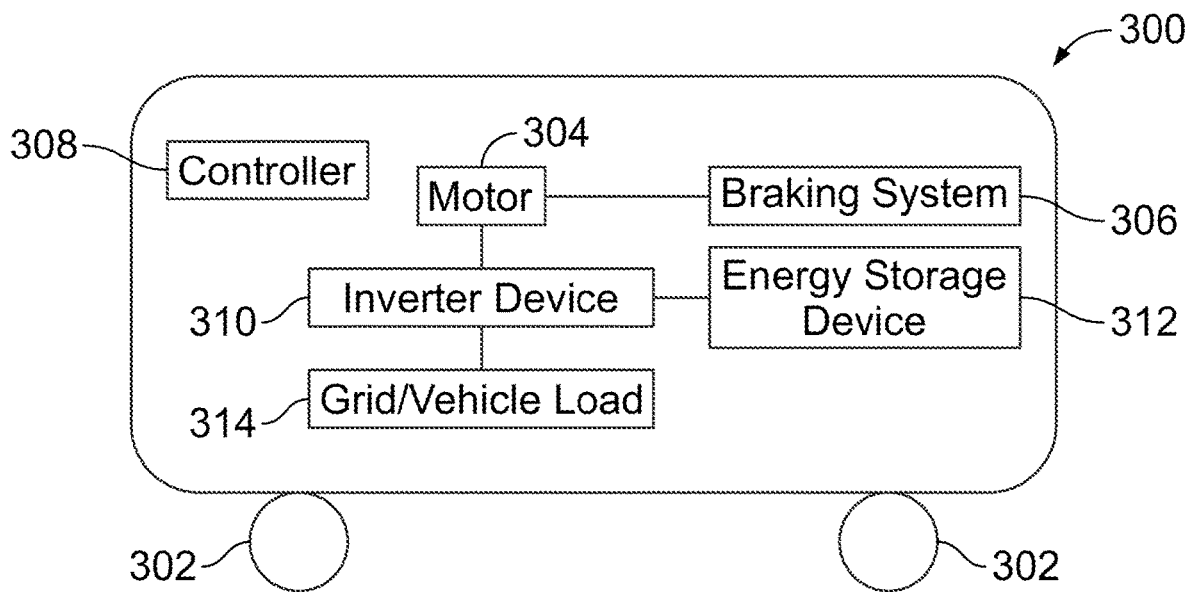 300
308
Controller
304
Motor
Braking System
306
310
Inverter Device
Energy Storage
Device
312
314
Grid/Vehicle Load
302
302